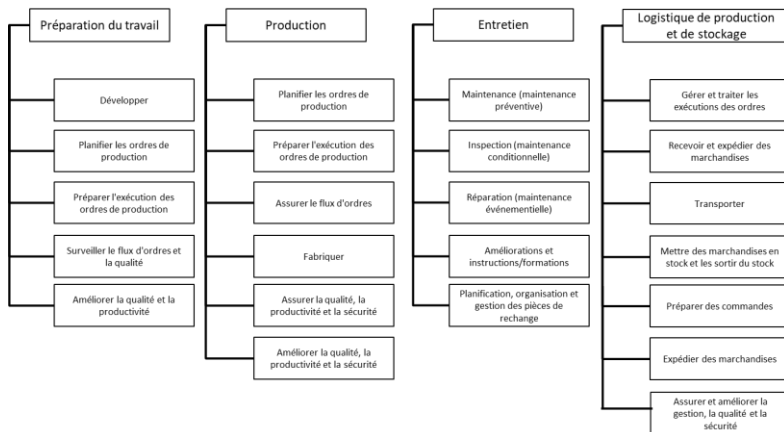 Préparation du travail
Développer
Planifier les ordres de
production
Préparer l'exécution des
ordres de production
Surveiller le flux d'ordres et
la qualité
Améliorer la qualité et la
productivité
Production
Planifier les ordres de
production
Préparer l'exécution des
ordres de production
Assurer le flux d'ordres
Fabriquer
Assurer la qualité, la
productivité et la sécurité
Améliorer la qualité, la
productivité et la sécurité
Entretien
Maintenance (maintenance
préventive)
Inspection (maintenance
conditionnelle)
Réparation (maintenance
événementielle)
Améliorations et
instructions/formations
Planification, organisation et
gestion des pièces de
rechange
Logistique de production
et de stockage
Gérer et traiter les
exécutions des ordres
Recevoir et expédier des
marchandises
Transporter
Mettre des marchandises en
stock et les sortir du stock
Préparer des commandes
Expédier des marchandises
Assurer et améliorer la
gestion, la qualité et la
sécurité